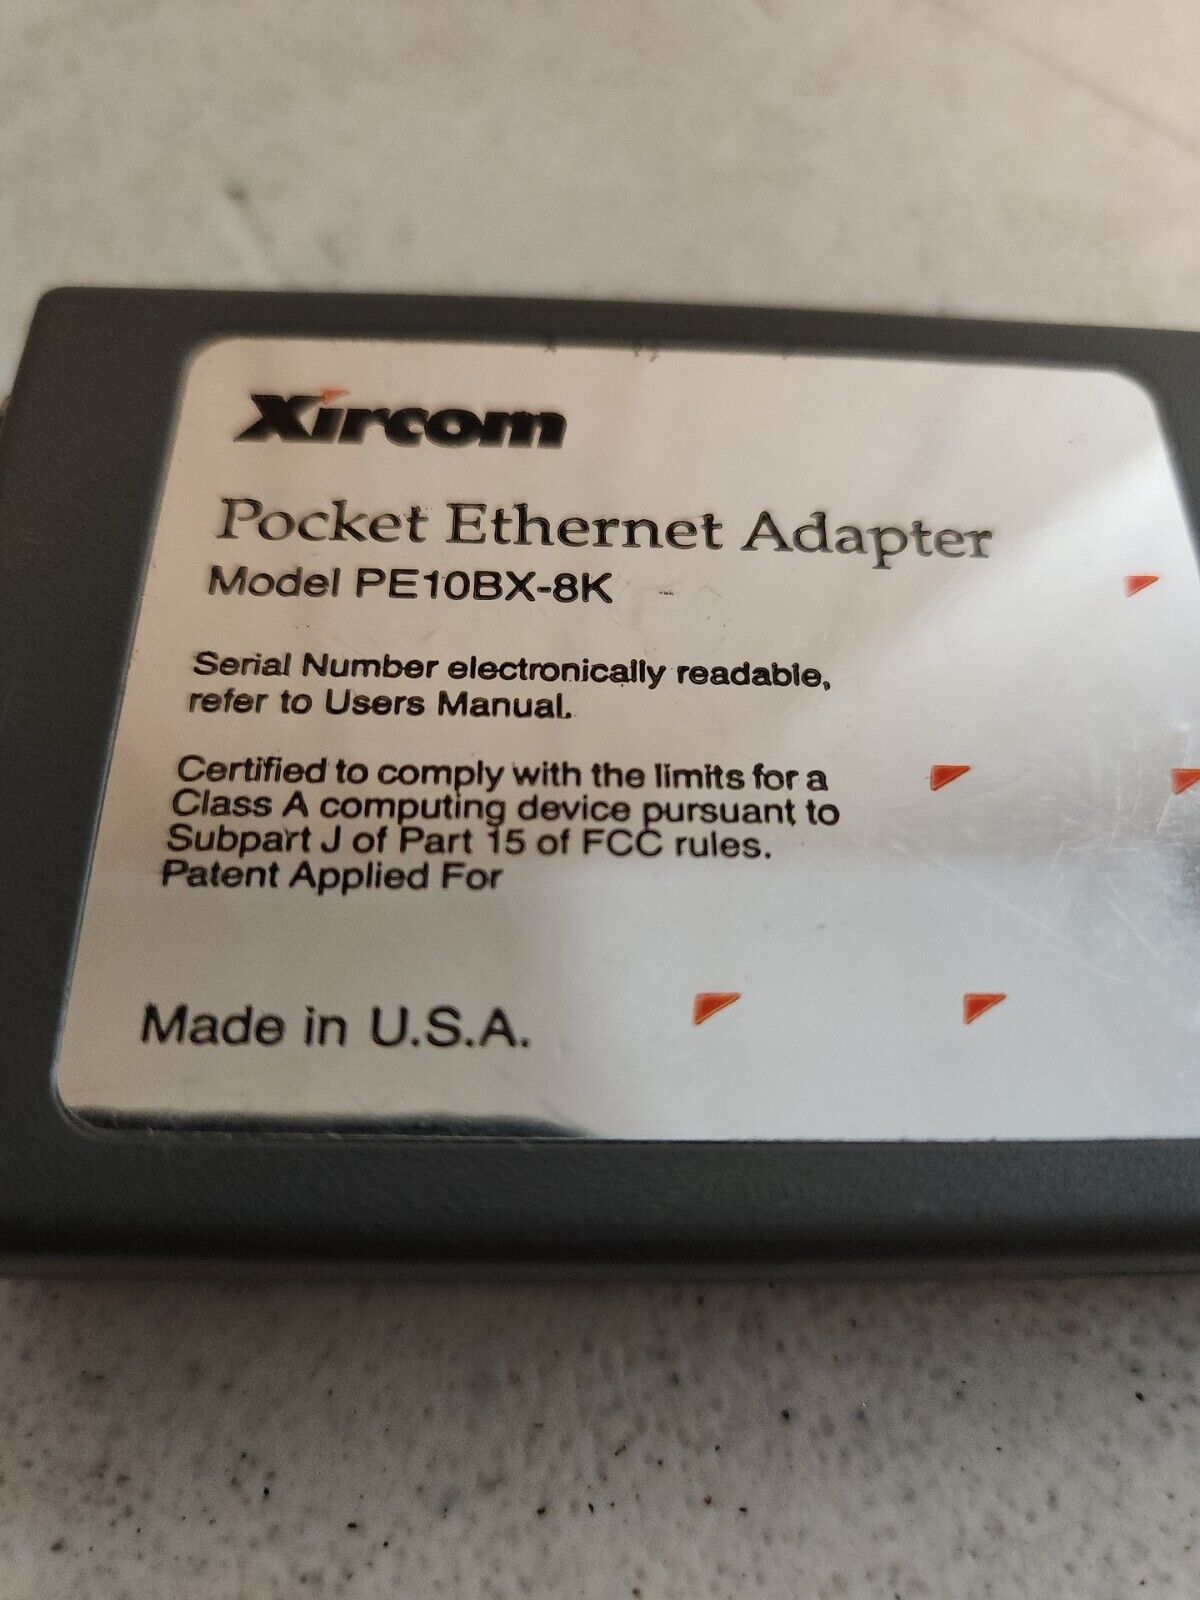 Xircom
Pocket Ethernet Adapter
Model PE10BX-8K
Serial Number electronically readable,
refer to Users Manual.
Certified to comply with the limits for a
Class A computing device pursuant to
Subpart J of Part 15 of FCC rules.
Patent Applied For
Made in U.S.A.